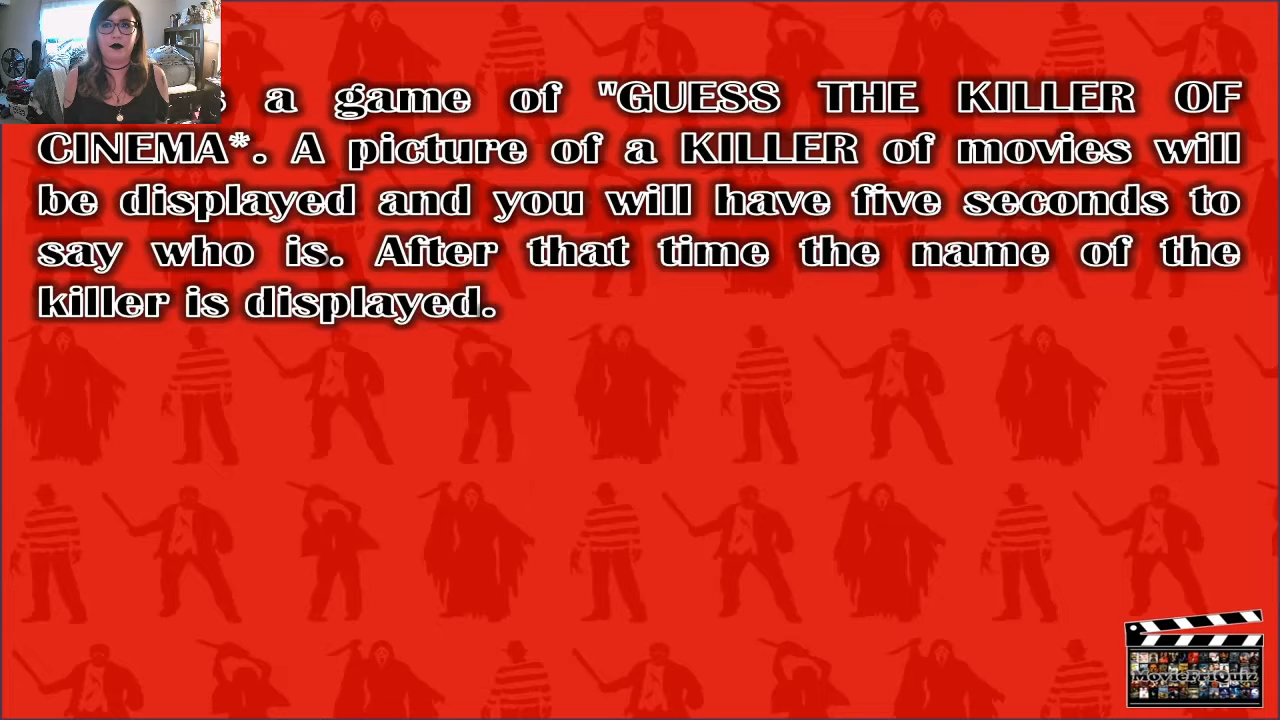 a game of "GUESS THE KILLER OF
CINEMA*. A picture of a KILLER of movies will
be displayed and you will have five seconds to
say who is. After that time the name of the
killer is displayed.